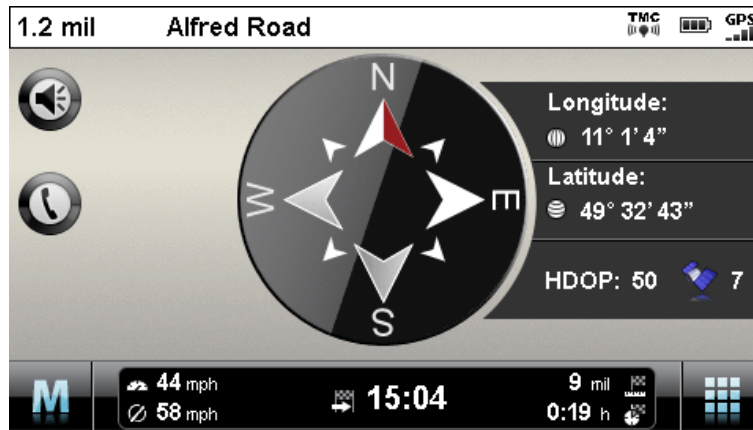 1.2 mil Alfred Road TMC GPS
N
W E
S
Longitude:
11° 1' 4"
Latitude:
49° 32' 43"
HDOP: 50 7
M
44 mph
58 mph
15:04
9 mil
0:19 h